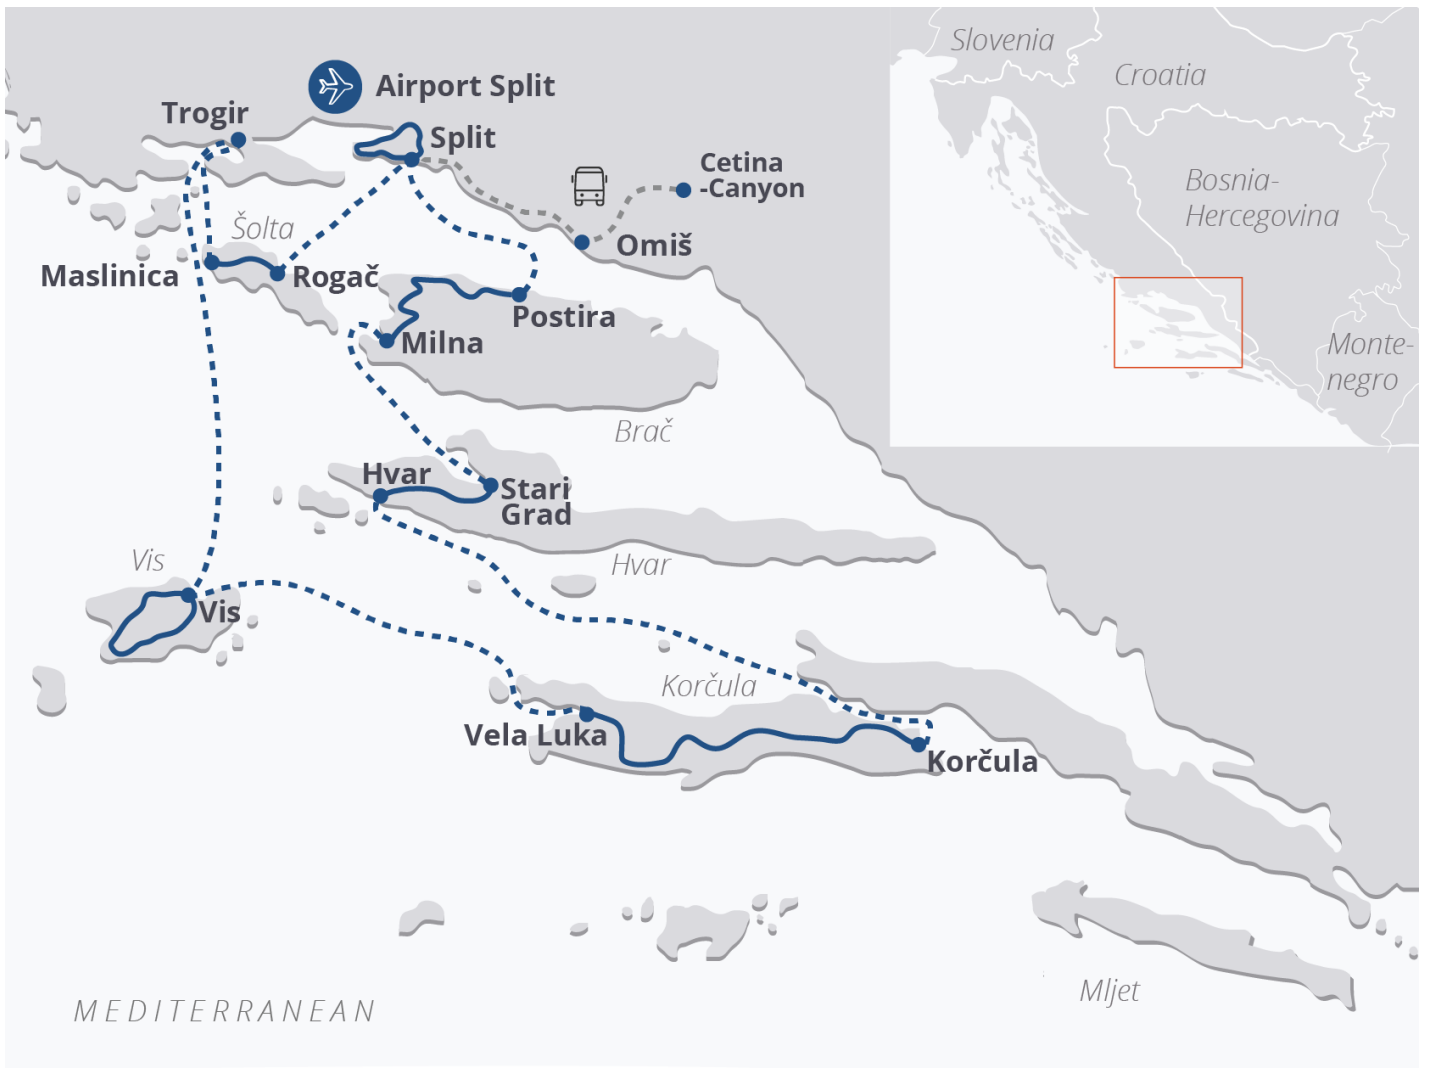 Slovenia
Croatia
Bosnia-
Hercegovina
Monte-
negro
Airport Split
Trogir
Split
Cetina
-Canyon
Šolta
Omiš
Maslinica
Rogač
Postira
Milna
Brač
Hvar
Stari
Grad
Hvar
Vis
Vis
Korčula
Vela Luka
Korčula
Mljet
MEDITERRANEAN